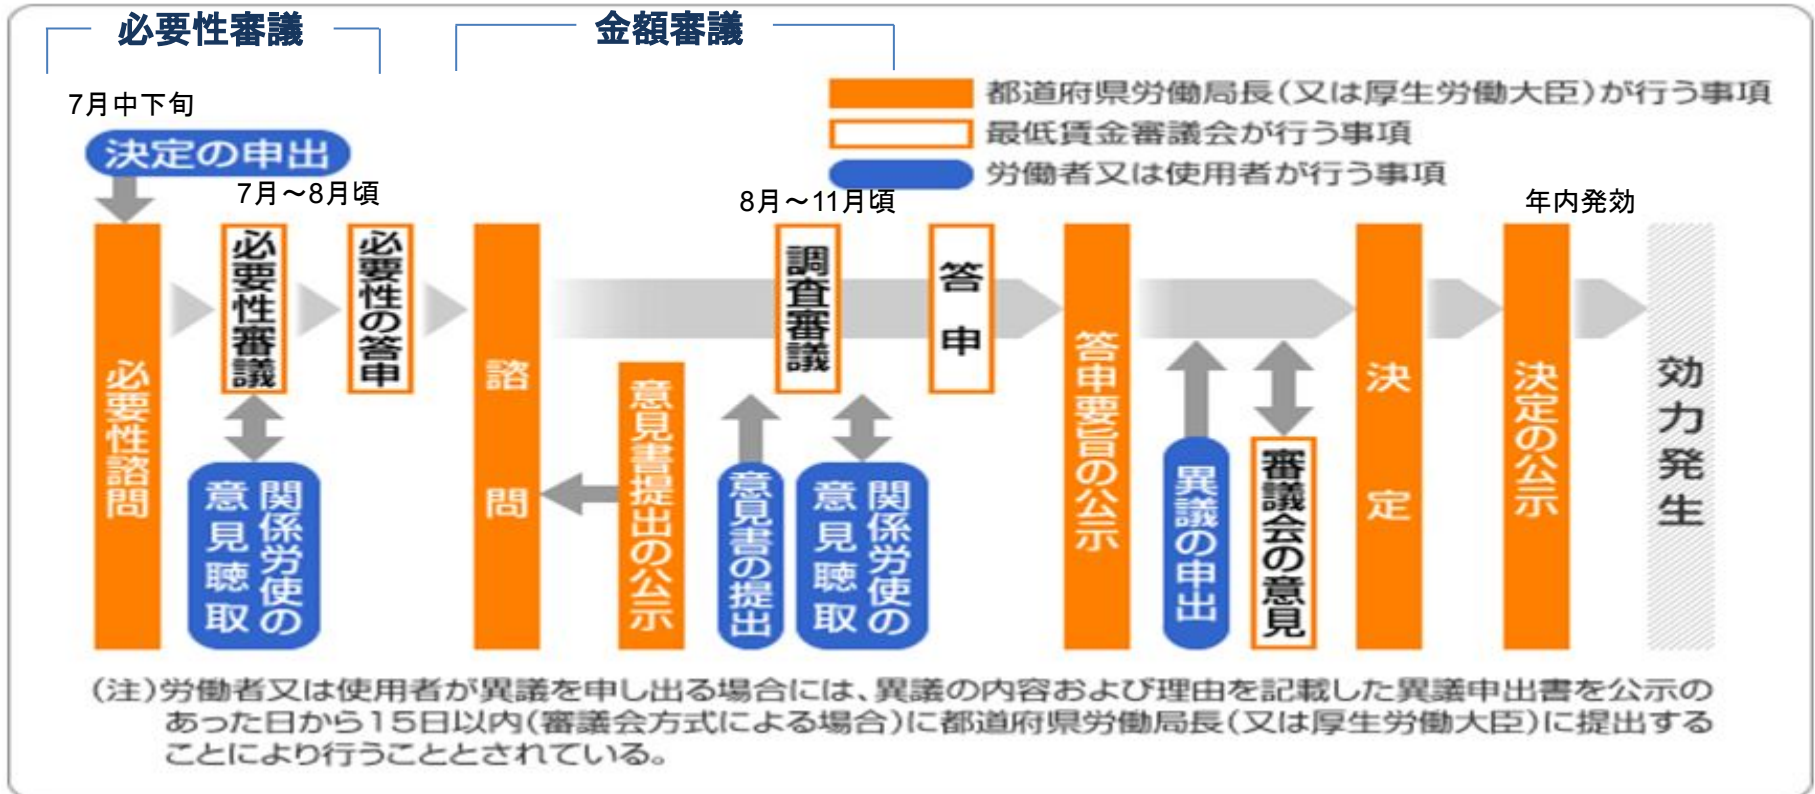 必要性審議
金額審議
7月中下旬
決定の申出
7月～8月頃
都道府県労働局長(又は厚生労働大臣)が行う事項
最低賃金審議会が行う事項
労働者又は使用者が行う事項
8月～11月頃
年内発効
必要性諮問
必要性審議
関係労使の
意見聴取
必要性の答申
諮問
意見書提出の公示
意見書の提出
調査審議
関係労使の
意見聴取
答申
答申要旨の公示
異議の申出
審議会の意見
決定
決定の公示
効力発生
(注)労働者又は使用者が異議を申し出る場合には、異議の内容および理由を記載した異議申出書を公示の
あった日から15日以内(審議会方式による場合)に都道府県労働局長(又は厚生労働大臣)に提出する
ことにより行うこととされている。